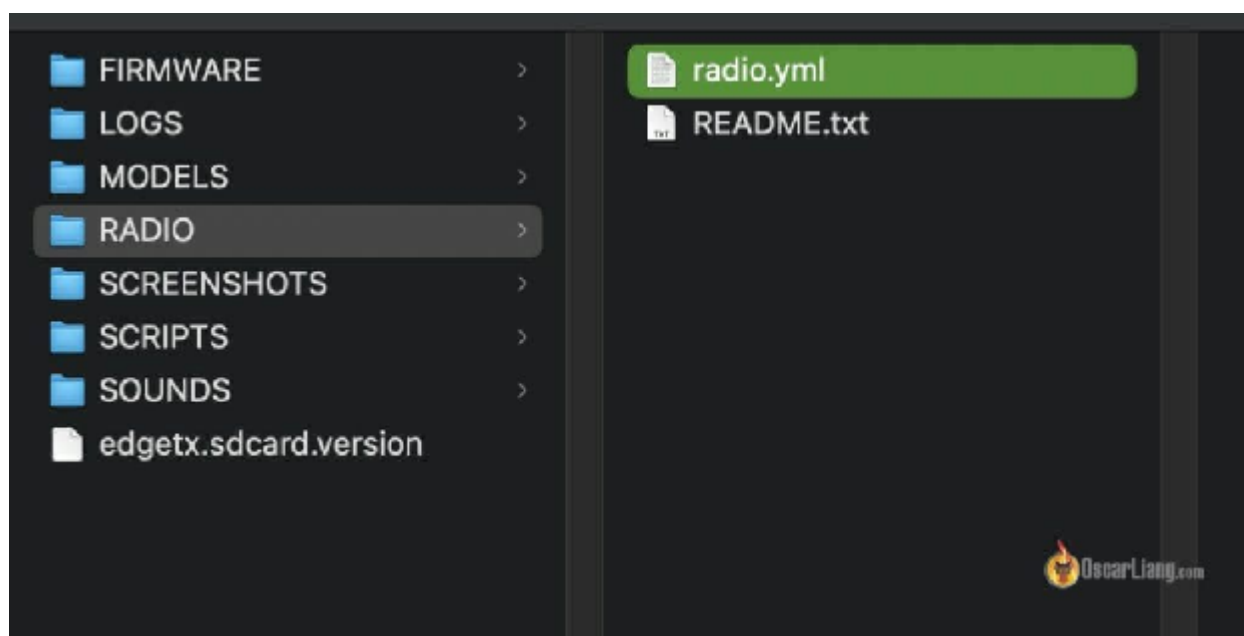 FIRMWARE
LOGS
MODELS
RADIO
SCREENSHOTS
SCRIPTS
SOUNDS
edgetx.sdcard.version
radio.yml
README.txt
OscarLiang.com